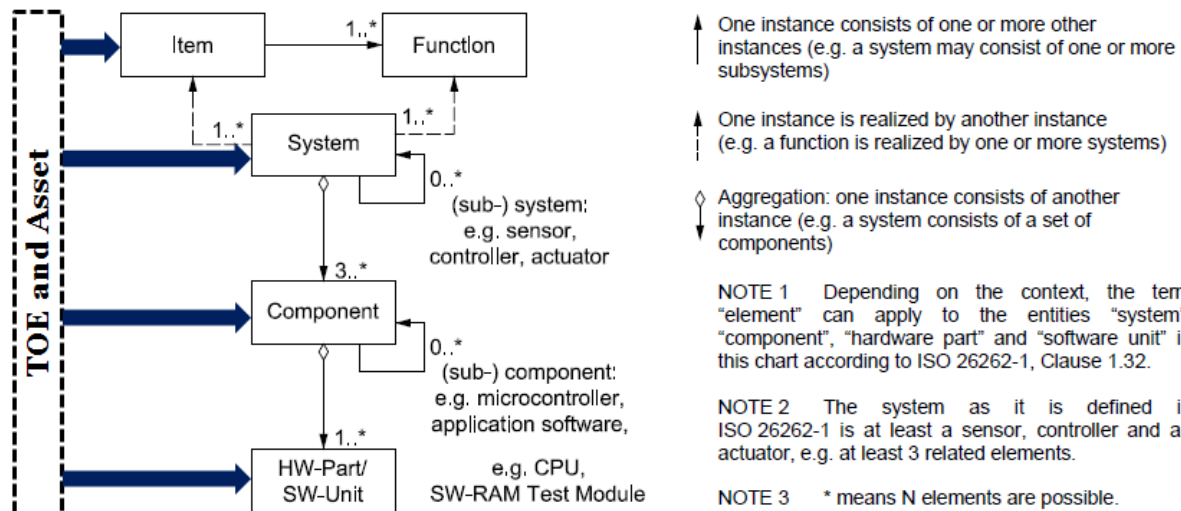 TOE and Asset
Item
1..*
Function
1..*
1..*
System
0..*
(sub-) system:
e.g. sensor,
controller, actuator
3..*
Component
0..*
(sub-) component:
e.g. microcontroller,
application software,
1..*
HW-Part/
SW-Unit
e.g. CPU,
SW-RAM Test Module
One instance consists of one or more other
instances (e.g. a system may consist of one or more
subsystems)
One instance is realized by another instance
(e.g. a function is realized by one or more systems)
Aggregation: one instance consists of another
instance (e.g. a system consists of a set of
components)
NOTE 1 Depending on the context, the term
“element” can apply to the entities “system”
“component”, “hardware part” and “software unit” i
this chart according to ISO 26262-1, Clause 1.32.
NOTE 2 The system as it is defined i
ISO 26262-1 is at least a sensor, controller and a
actuator, e.g. at least 3 related elements.
NOTE 3 * means N elements are possible.